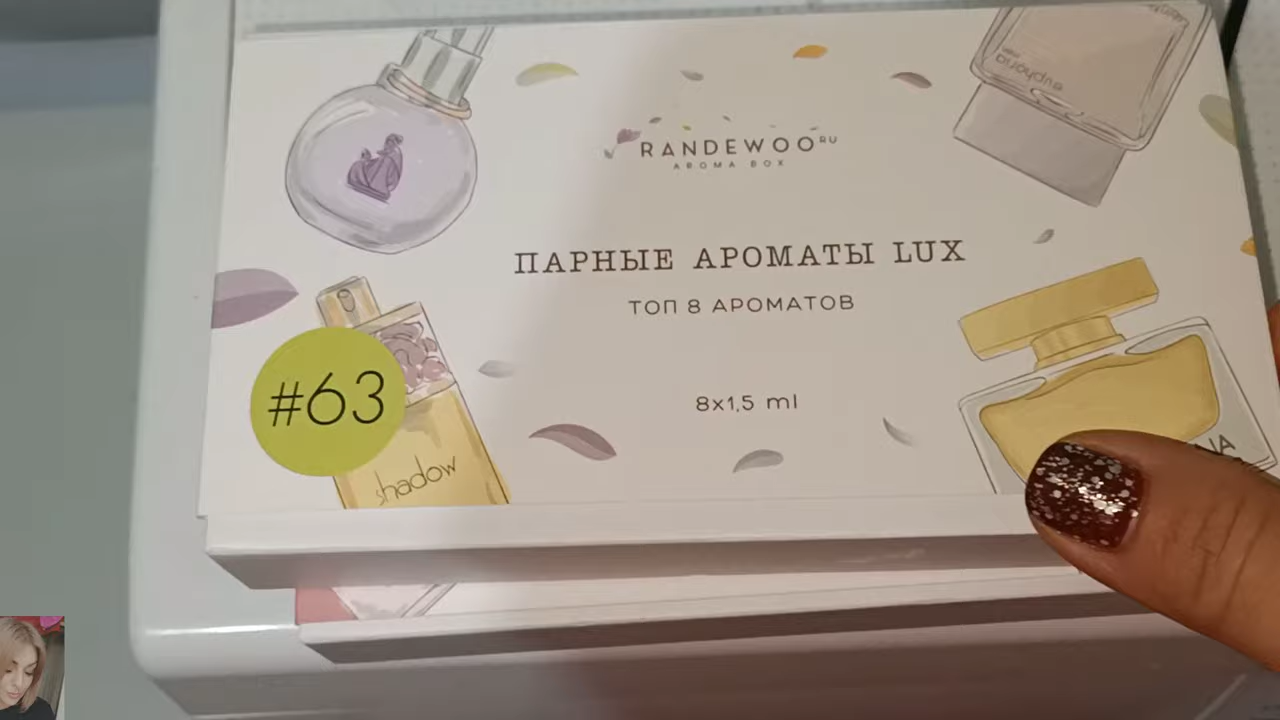 RANDEWOO RU
AROMA BOX
ПАРНЫЕ АРОМАТЫ LUX
ТОП 8 АРОМАТОВ
8x1,5 ml
#63
shadow
euphoria